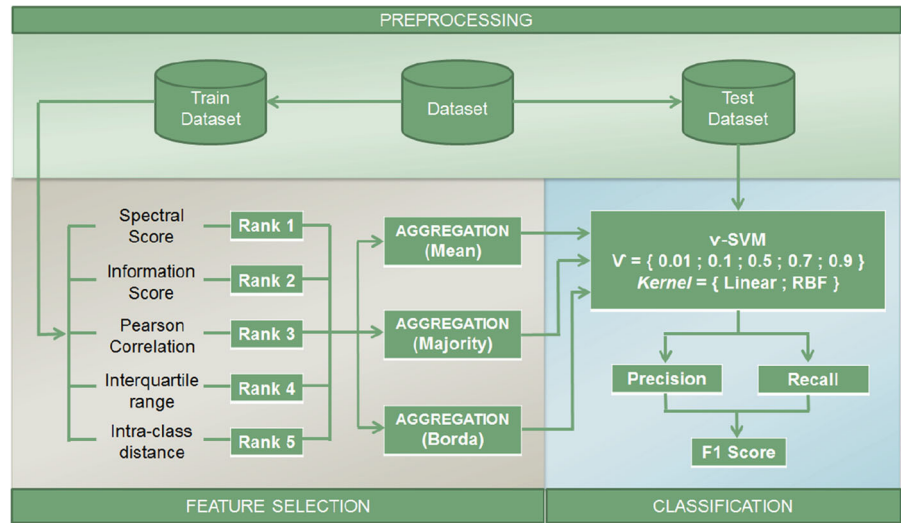 PREPROCESSING
Train
Dataset
Dataset
Test
Dataset
Spectral
Score
Rank 1
Information
Score
Rank 2
Pearson
Correlation
Rank 3
Interquartile
range
Rank 4
Intra-class
distance
Rank 5
AGGREGATION
(Mean)
AGGREGATION
(Majority)
AGGREGATION
(Borda)
ν-SVM
V = { 0.01 ; 0.1 ; 0.5 ; 0.7 ; 0.9 }
Kernel = { Linear ; RBF }
Precision
Recall
F1 Score
FEATURE SELECTION
CLASSIFICATION